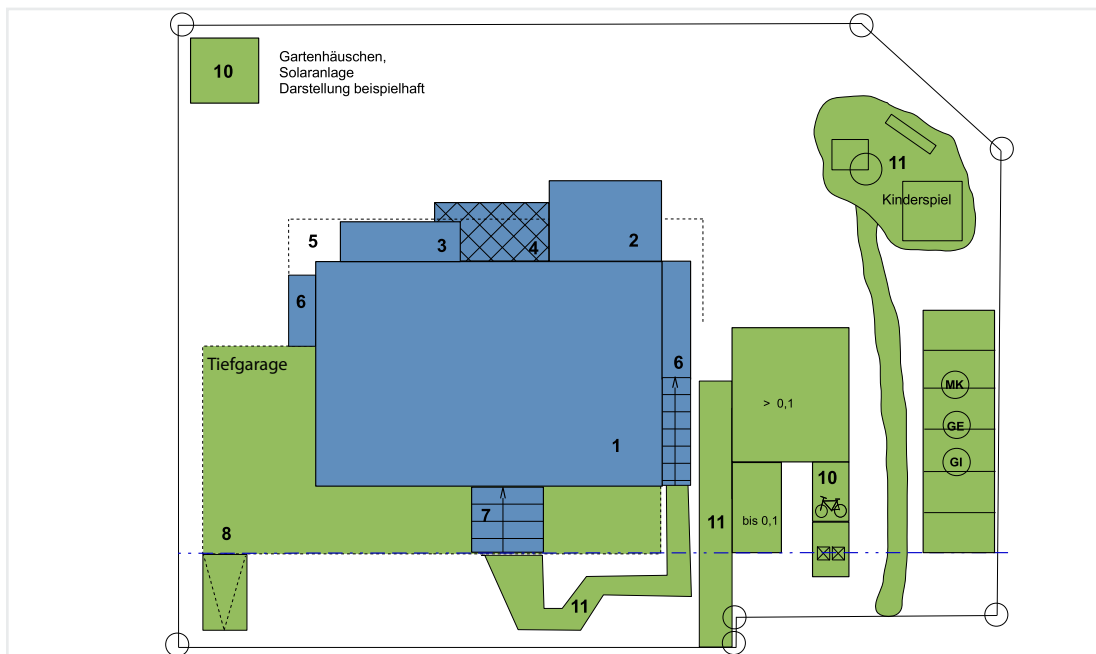 10
Gartenhäuschen,
Solaranlage
Darstellung beispielhaft
11
Kinderspiel
5
3
4
2
6
Tiefgarage
6
1
MK
GE
GI
> 0,1
10
7
8
11
bis 0,1
11